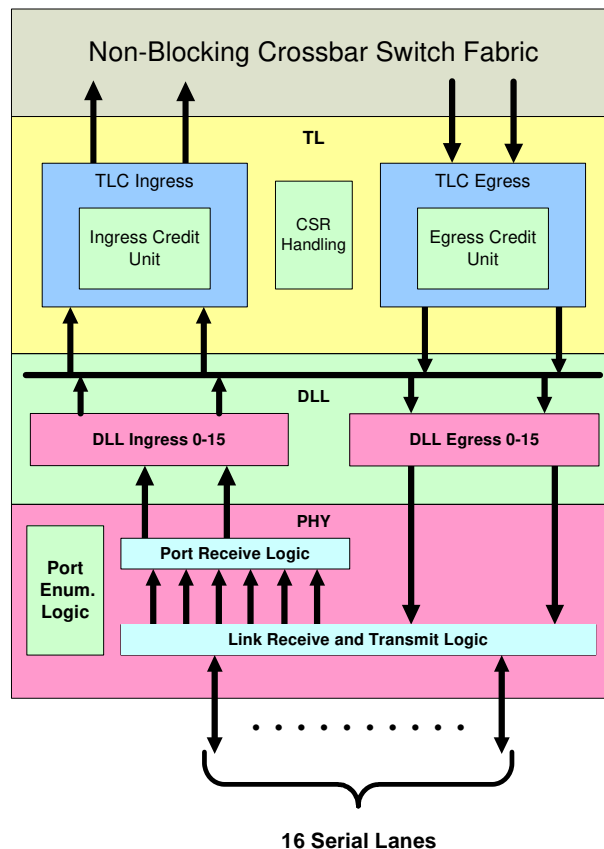 Non-Blocking Crossbar Switch Fabric
TL
TLC Ingress
Ingress Credit
Unit
CSR
Handling
TLC Egress
Egress Credit
Unit
DLL
DLL Ingress 0-15
DLL Egress 0-15
PHY
Port
Enum.
Logic
Port Receive Logic
Link Receive and Transmit Logic
16 Serial Lanes